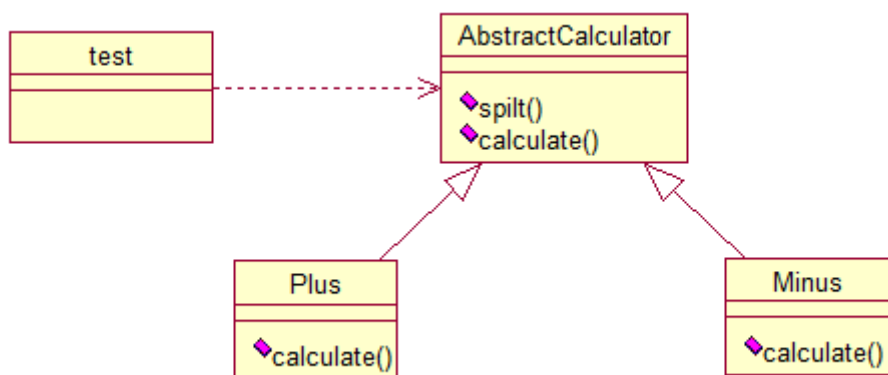 test
AbstractCalculator
spilt()
calculate()
Plus
calculate()
Minus
calculate()